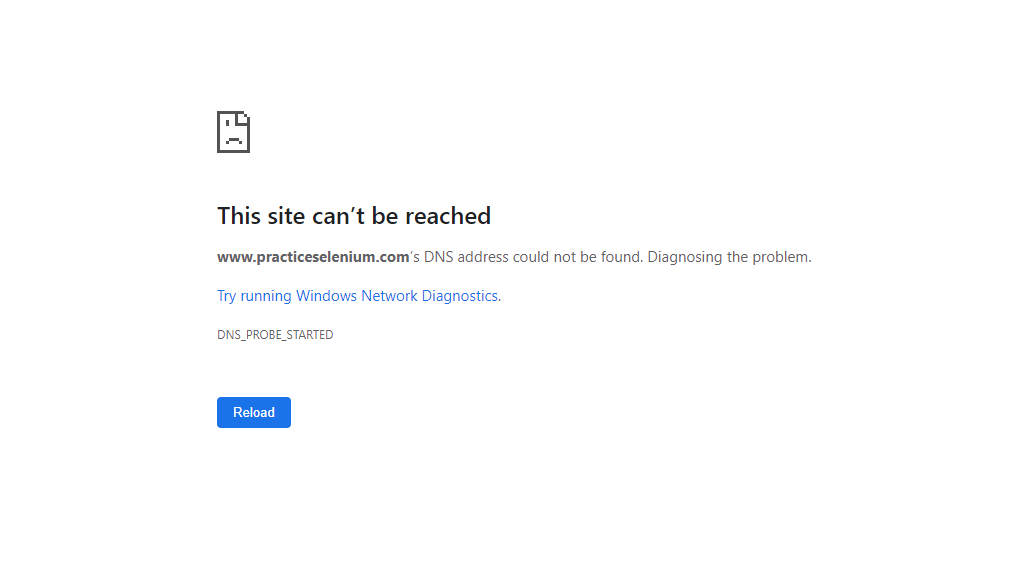 This site can’t be reached
www.practiceselenium.com's DNS address could not be found. Diagnosing the problem.
Try running Windows Network Diagnostics.
DNS_PROBE_STARTED
Reload